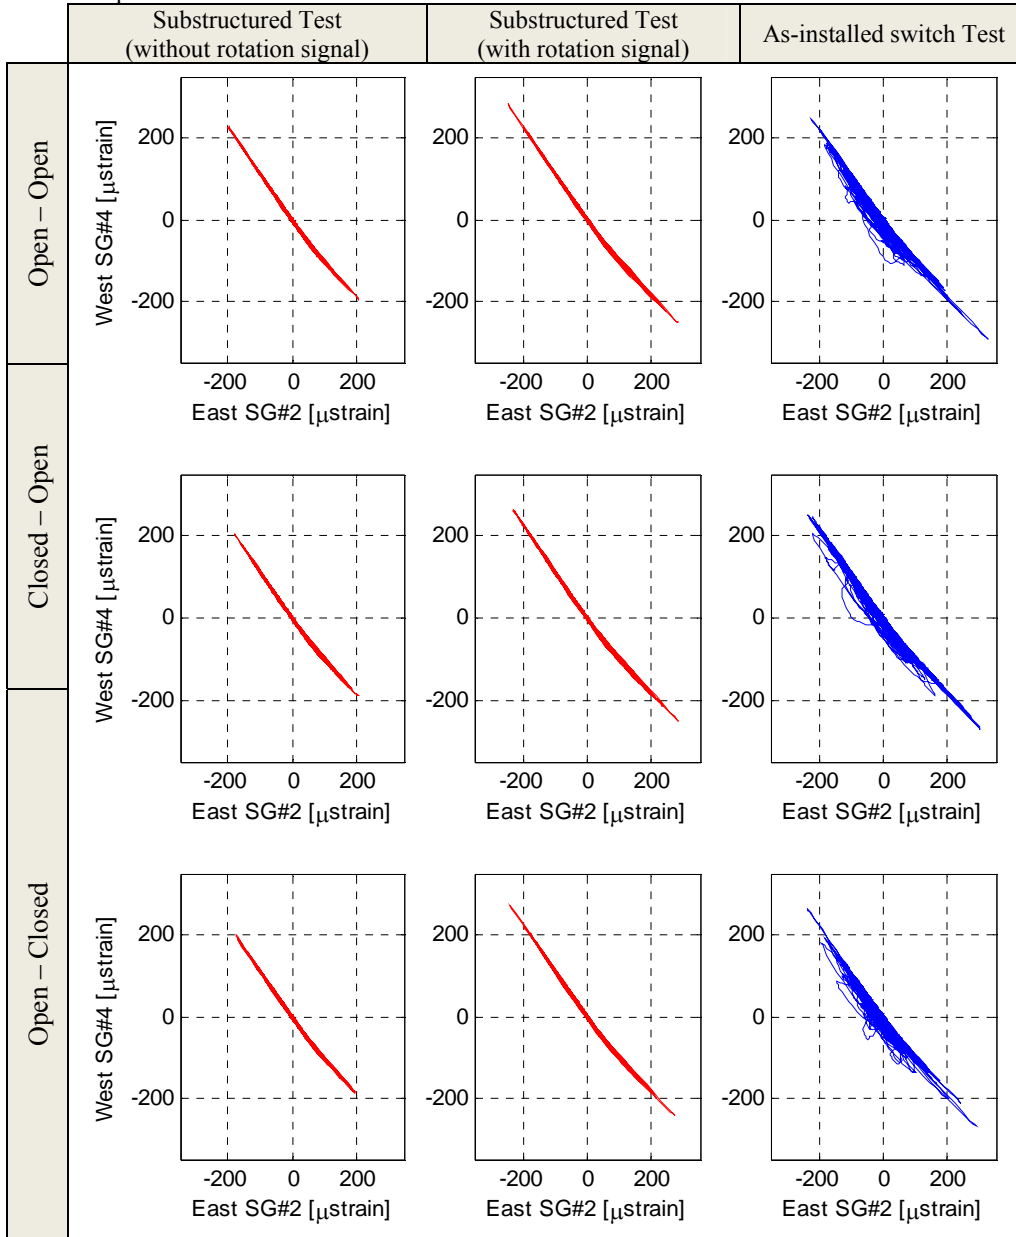 Substructured Test
(without rotation signal)
Substructured Test
(with rotation signal)
As-installed switch Test
Open – Open
200
0
-200
West SG#4 [μstrain]
-200 0 200
East SG#2 [μstrain]
200
0
-200
-200 0 200
East SG#2 [μstrain]
200
0
-200
-200 0 200
East SG#2 [μstrain]
Closed – Open
200
0
-200
West SG#4 [μstrain]
-200 0 200
East SG#2 [μstrain]
200
0
-200
-200 0 200
East SG#2 [μstrain]
200
0
-200
-200 0 200
East SG#2 [μstrain]
Open – Closed
200
0
-200
West SG#4 [μstrain]
-200 0 200
East SG#2 [μstrain]
200
0
-200
-200 0 200
East SG#2 [μstrain]
200
0
-200
-200 0 200
East SG#2 [μstrain]